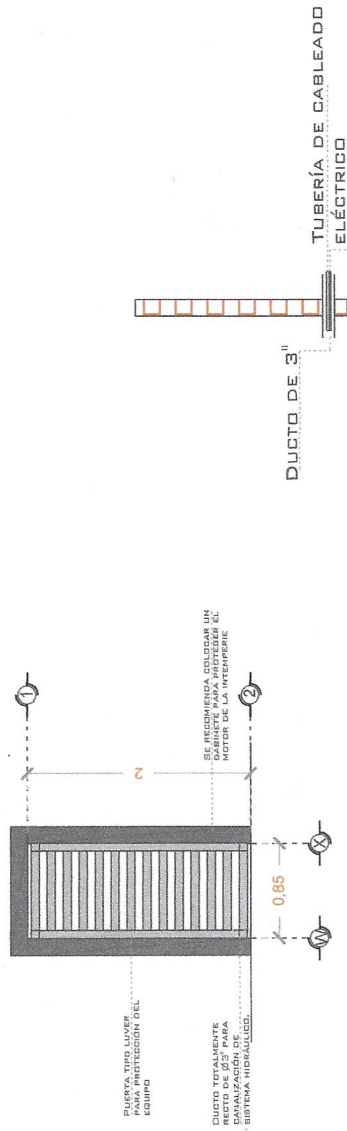 PUERTA TIPO LUVER
PARA PROTECCIÓN DEL
EQUIPO
DUCTO TOTALMENTE
RECTO DE Ø3" PARA
CANALIZACIÓN DE
SISTEMA HIDRÁULICO.
1
2
2
SE RECOMIENDA COLOCAR UN
GABINETE PARA PROTEGER EL
MOTOR DE LA INTEMPERIE
0,85
W
X
DUCTO DE 3"
TUBERÍA DE CABLEADO
ELÉCTRICO